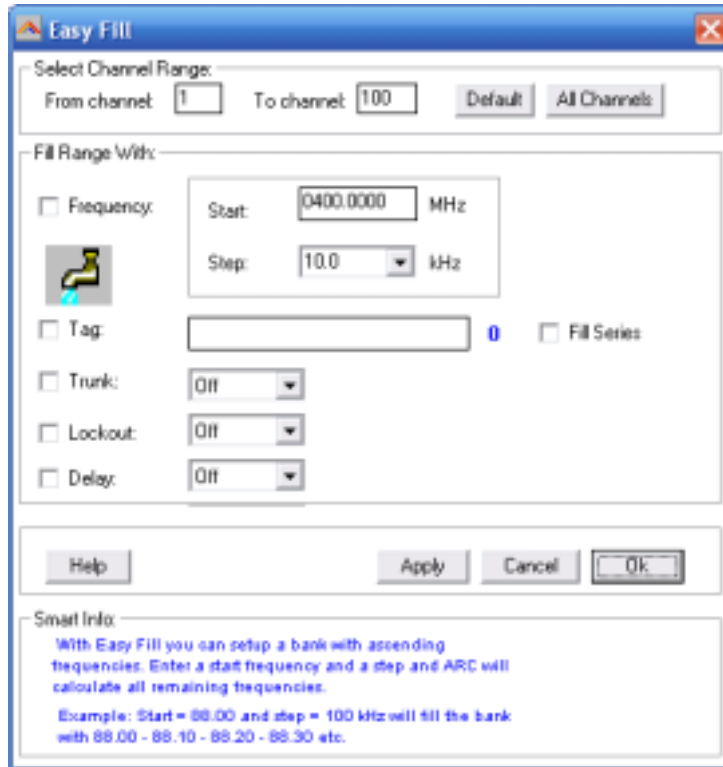 Easy Fill
Select Channel Range:
From channel: 1 To channel: 100 Default All Channels
Fill Range With:
Frequency: Start: 0400.0000 MHz
Step: 10.0 kHz
Tag: 0 Fill Series
Trunk: Off
Lockout: Off
Delay: Off
Help Apply Cancel Ok
Smart Info:
With Easy Fill you can setup a bank with ascending
frequencies. Enter a start frequency and a step and ARC will
calculate all remaining frequencies.
Example: Start = 88.00 and step = 100 kHz will fill the bank
with 88.00 - 88.10 - 88.20 - 88.30 etc.